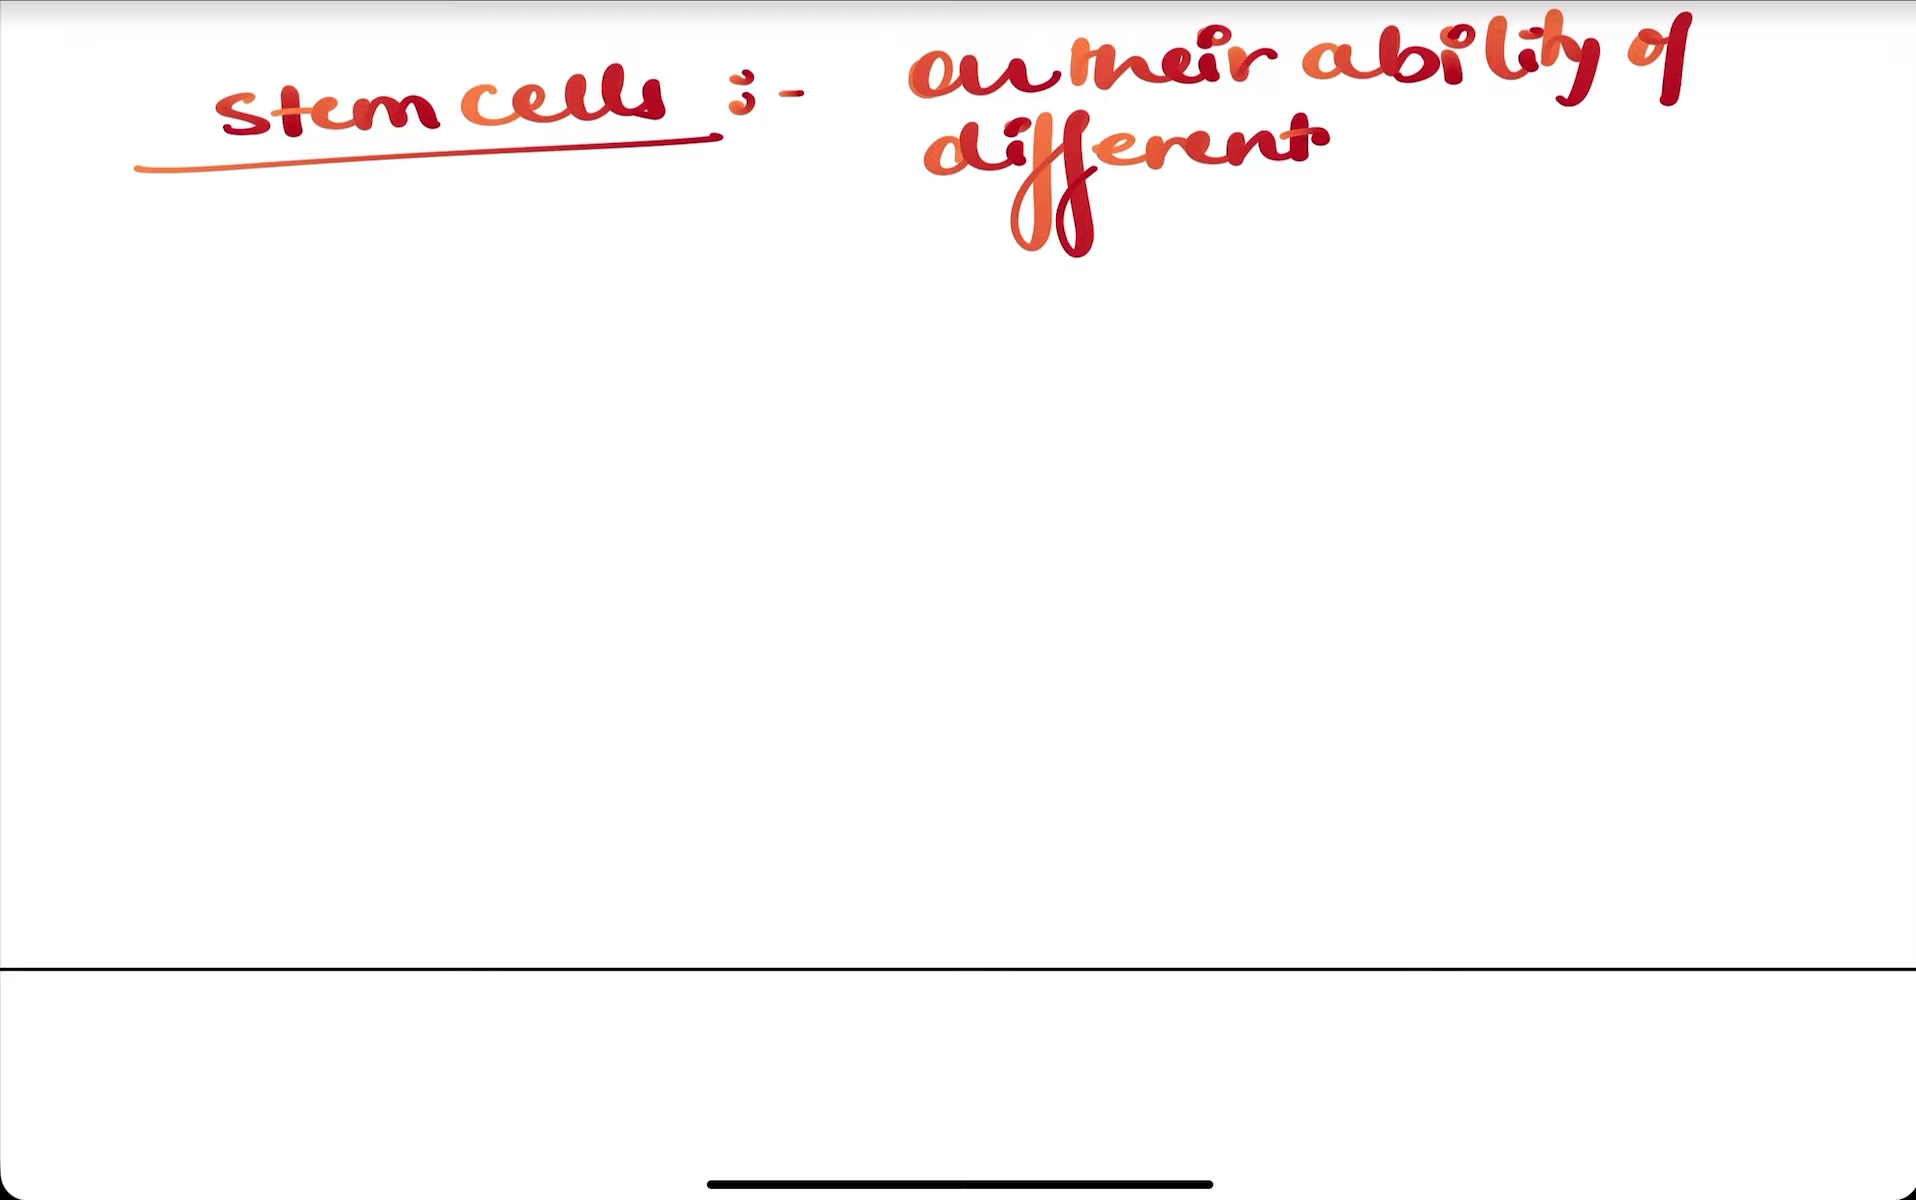 stem cells :- on their ability of
different